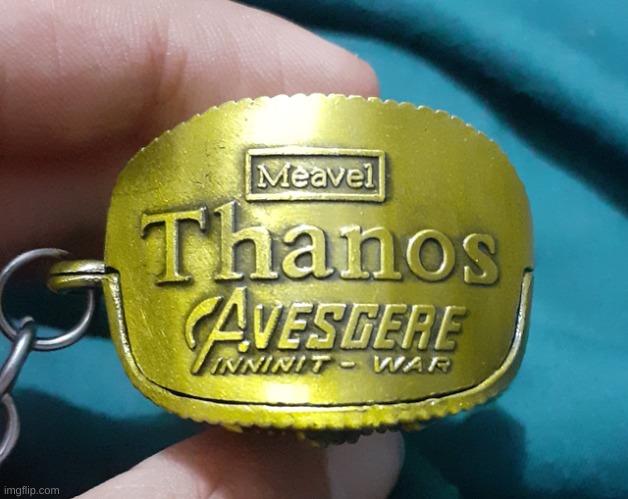 Meavel
Thanos
AVESGERE
INNINIT - WAR
imgflip.com